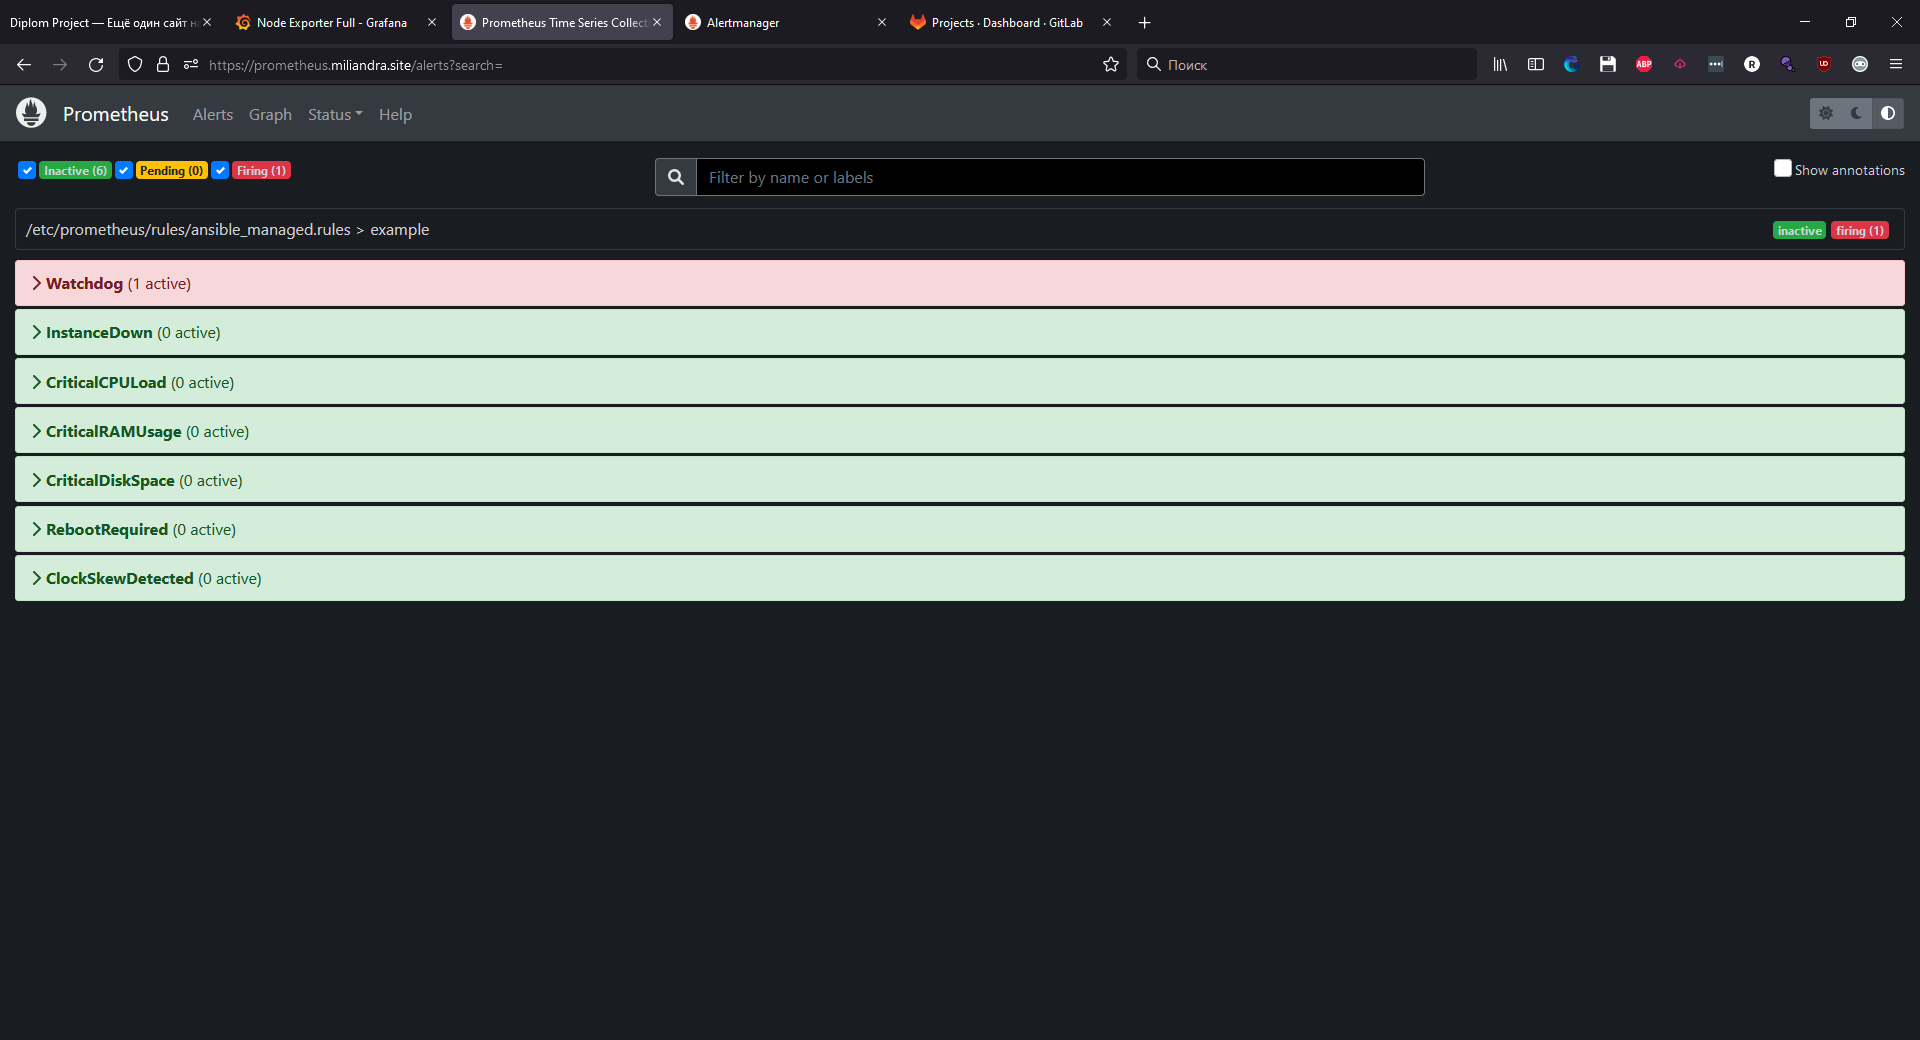 Diplom Project — Ещё один сайт н
Node Exporter Full - Grafana
Prometheus Time Series Collect
Alertmanager
Projects · Dashboard · GitLab
https://prometheus.miliandra.site/alerts?search=
Поиск
ABP
R
UD
Prometheus
Alerts
Graph
Status
Help
Inactive (6)
Pending (0)
Firing (1)
Filter by name or labels
Show annotations
/etc/prometheus/rules/ansible_managed.rules > example
inactive
firing (1)
Watchdog (1 active)
InstanceDown (0 active)
CriticalCPULoad (0 active)
CriticalRAMUsage (0 active)
CriticalDiskSpace (0 active)
RebootRequired (0 active)
ClockSkewDetected (0 active)